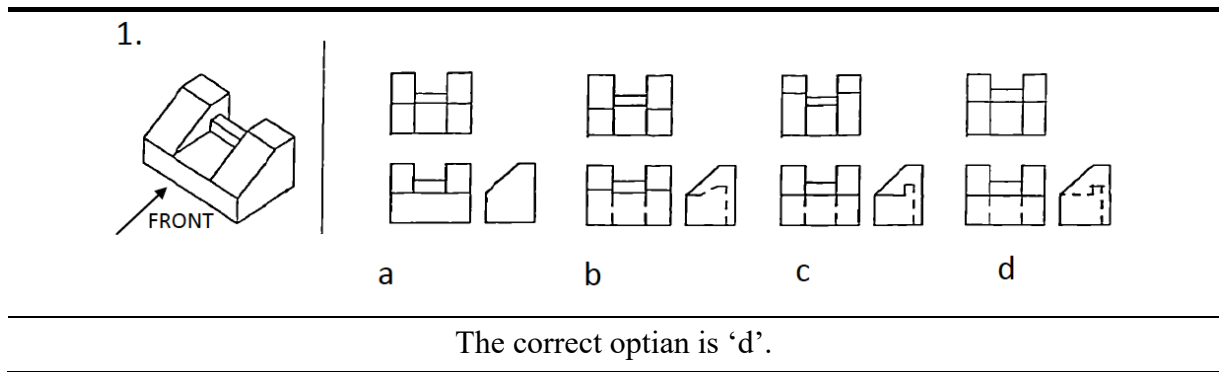 1.
FRONT
a b c d
The correct optian is ‘d’.